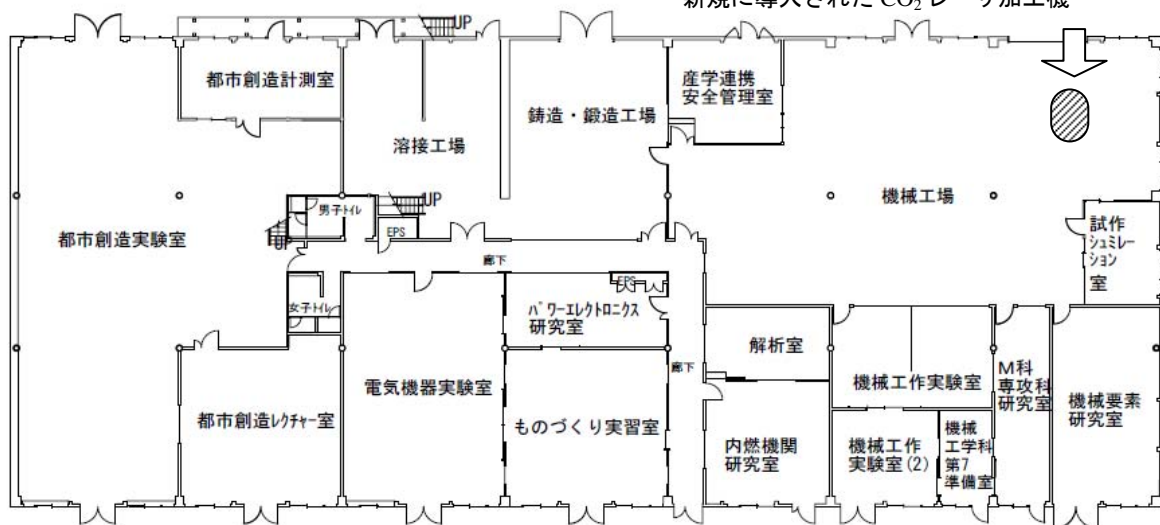 新規に導入された CO2 レーザ加工機
UP
都市創造計測室
産学連携
安全管理室
鋳造・鍛造工場
溶接工場
機械工場
UP
男子トイレ
EPS
都市創造実験室
UP
試作
シュミレー
ション
室
廊下
EPS
女子トイレ
パワーエレクトロニクス
研究室
解析室
廊下
電気機器実験室
機械工作実験室
M科
専攻科
研究室
機械要素
研究室
都市創造レクチャー室
ものづくり実習室
内燃機関
研究室
機械工作
実験室(2)
機械
工学科
第7
準備室